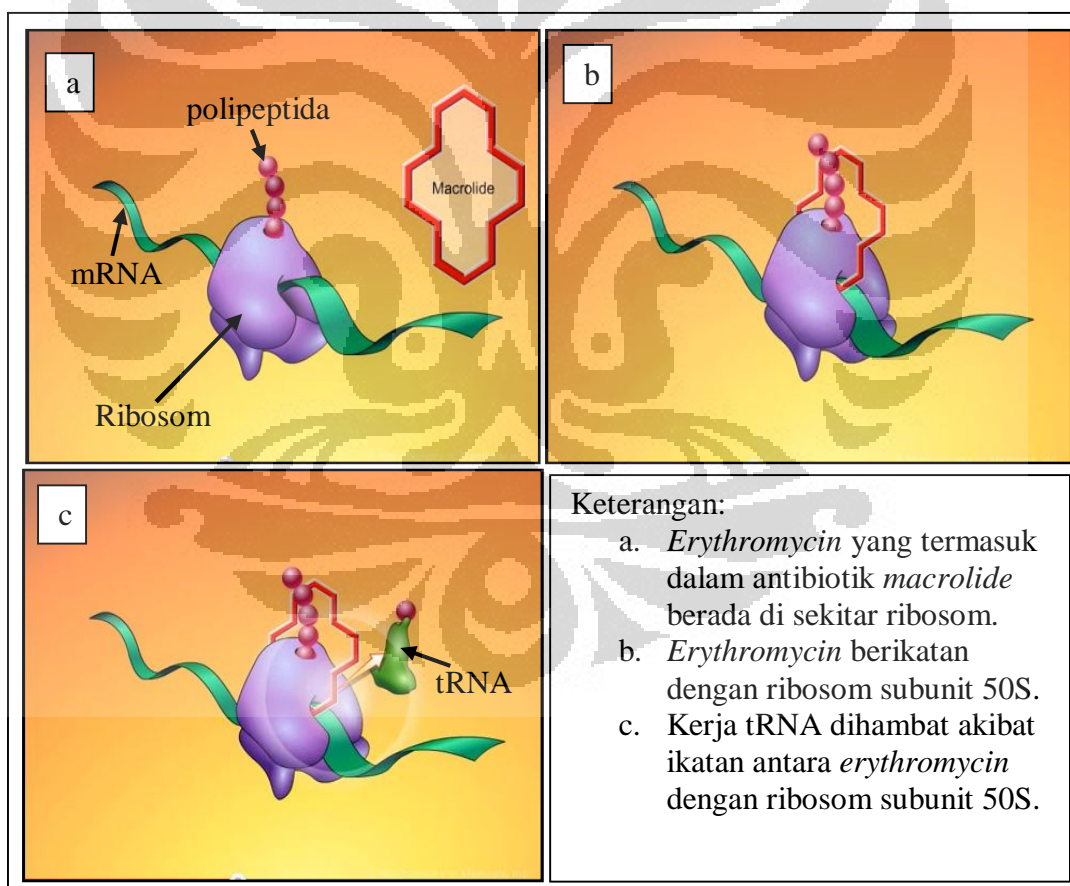 a
polipeptida
Macrolide
mRNA
Ribosom
b
c
tRNA
Keterangan:
a. Erythromycin yang termasuk
dalam antibiotik macrolide
berada di sekitar ribosom.
b. Erythromycin berikatan
dengan ribosom subunit 50S.
c. Kerja tRNA dihambat akibat
ikatan antara erythromycin
dengan ribosom subunit 50S.